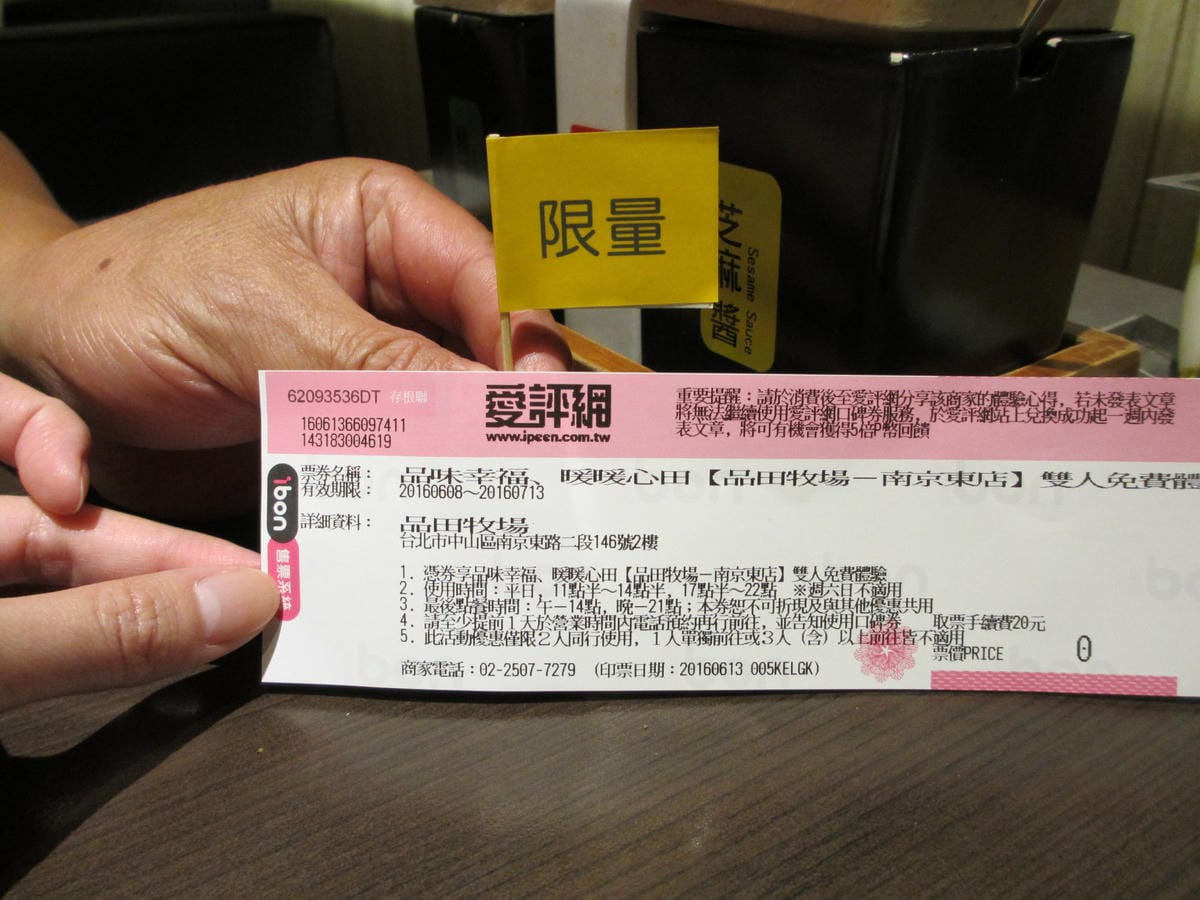 限量
芝麻醬
Sesame Sauce
62093536DT 存根聯
16061366097411
143183004619
愛評網
www.ipeen.com.tw
重要提醒：請於消費後至愛評網分享該商家的體驗心得，若未發表文章
將無法繼續使用愛評網口碑券服務，於愛評網站上兌換成功起一週內發
表文章，將可有機會獲得5倍P幣回饋
ibon
售票系統
票券名稱： 品味幸福、暖暖心田【品田牧場－南京東店】雙人免費體
有效期限： 20160608～20160713
詳細資料： 品田牧場
台北市中山區南京東路二段146號2樓
1. 憑券享品味幸福、暖暖心田【品田牧場－南京東店】雙人免費體驗
2. 使用時間：平日，11點半～14點半，17點半～22點 ※週六日不適用
3. 最後點餐時間：午－14點，晚－21點；本券恕不可折現及與其他優惠共用
4. 請至少提前1天於營業時間內電話預約再行前往，並告知使用口碑券 取票手續費20元
5. 此活動優惠僅限２人同行使用，１人單獨前往或３人（含）以上前往皆不適用
票價PRICE 0
商家電話：02-2507-7279 (印票日期：20160613 005KELGK)